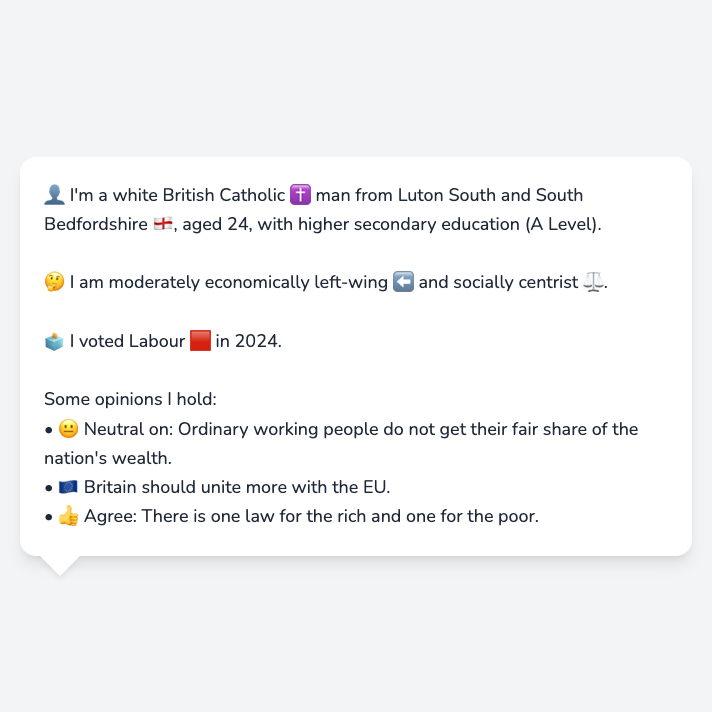 👤 I'm a white British Catholic ✝️ man from Luton South and South
Bedfordshire 🏴󠁧󠁢󠁥󠁮󠁧󠁿, aged 24, with higher secondary education (A Level).
🤔 I am moderately economically left-wing ⬅️ and socially centrist ⚖️.
🗳️ I voted Labour 🟥 in 2024.
Some opinions I hold:
• 😐 Neutral on: Ordinary working people do not get their fair share of the
nation's wealth.
• 🇪🇺 Britain should unite more with the EU.
• 👍 Agree: There is one law for the rich and one for the poor.